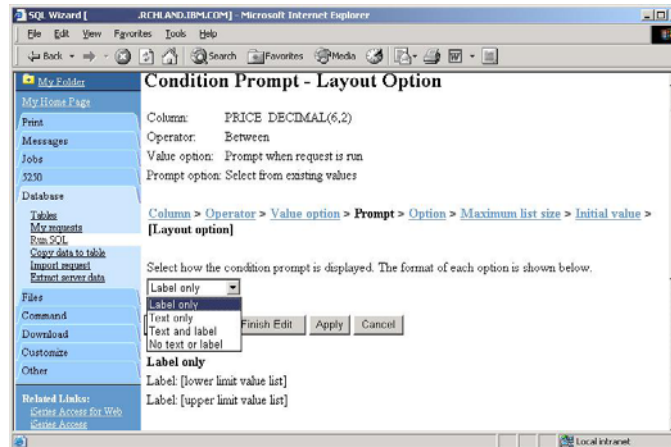 SQL Wizard [ .RCHLAND.IBM.COM] - Microsoft Internet Explorer
File Edit View Favorites Tools Help
Back Search Favorites Media
My Folder
My Home Page
Print
Messages
Jobs
5250
Database
Tables
My requests
Run SQL
Copy data to table
Import request
Extract server data
Files
Command
Download
Customize
Other
Related Links:
iSeries Access for Web
iSeries Access
Condition Prompt - Layout Option
Column: PRICE DECIMAL(6,2)
Operator: Between
Value option: Prompt when request is run
Prompt option: Select from existing values
Column > Operator > Value option > Prompt > Option > Maximum list size > Initial value >
[Layout option]
Select how the condition prompt is displayed. The format of each option is shown below.
Label only
Label only
Text only
Text and label
No text or label
Finish Edit Apply Cancel
Label only
Label: [lower limit value list]
Label: [upper limit value list]
Local intranet